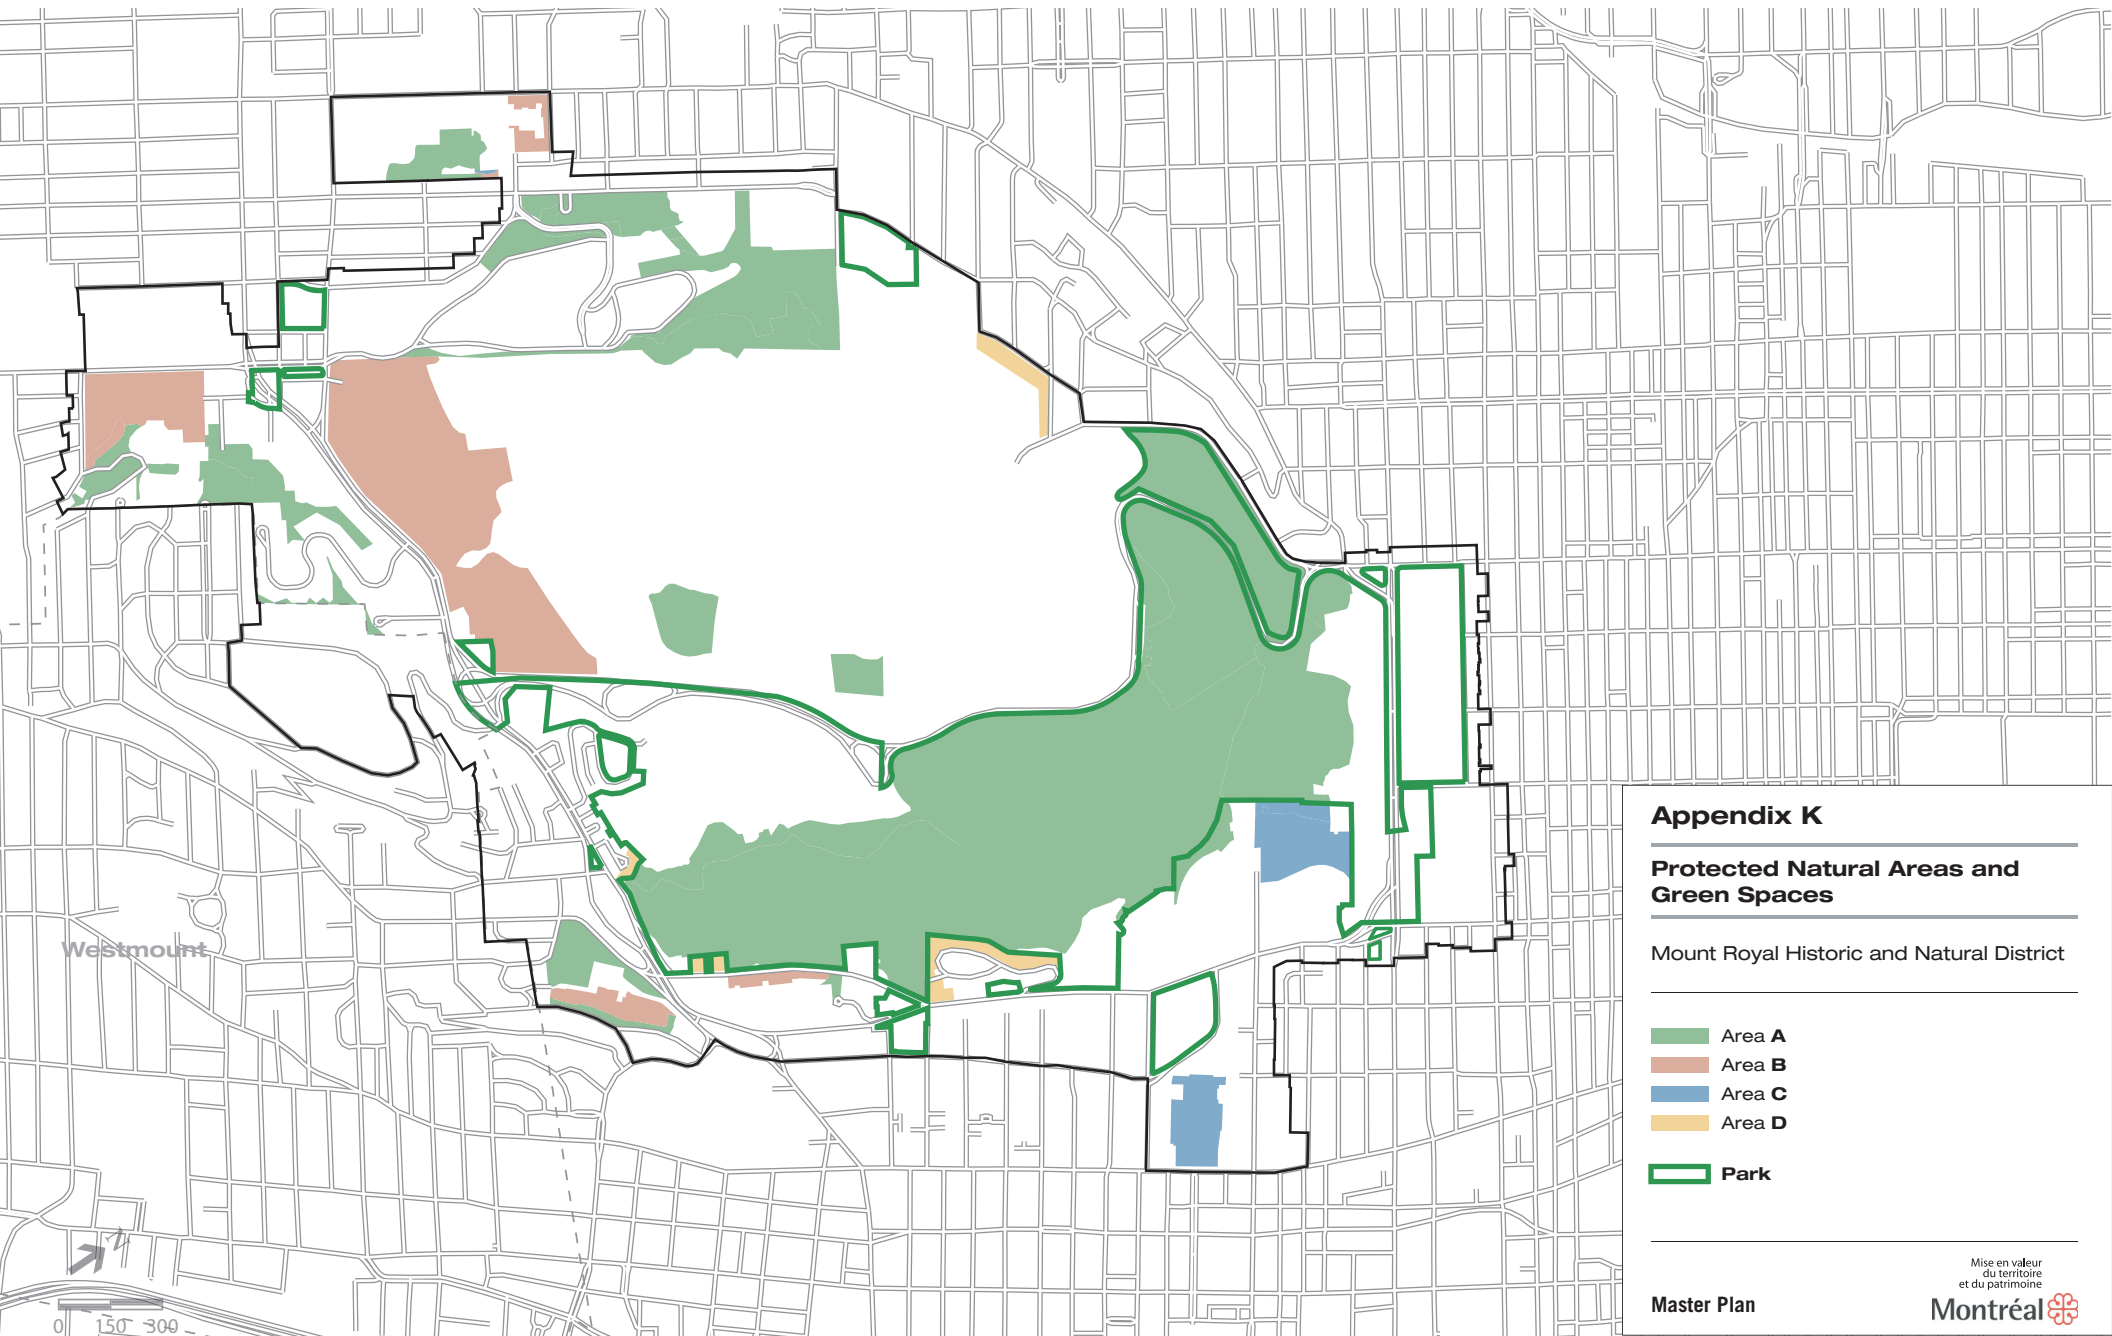 Appendix K
Protected Natural Areas and
Green Spaces
Mount Royal Historic and Natural District
Area A
Area B
Area C
Area D
Park
Mise en valeur
du territoire
et du patrimoine
Master Plan
Montréal
Westmount
N
0 150 300